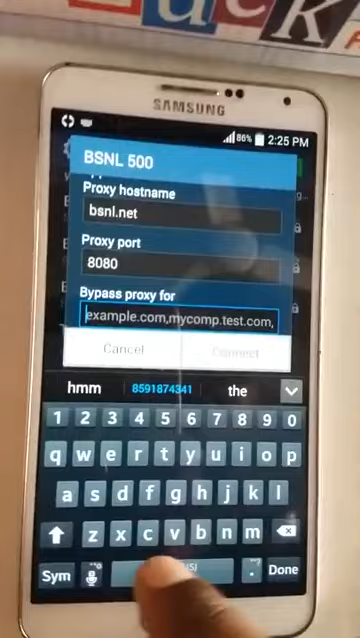 SAMSUNG
86% 2:25 PM
BSNL 500
Proxy hostname
bsnl.net
Proxy port
8080
Bypass proxy for
example.com,mycomp.test.com,
Cancel Connect
hmm 8591874341 the
1 2 3 4 5 6 7 8 9 0
q w e r t y u i o p
a s d f g h j k l
z x c v b n m
Sym . Done